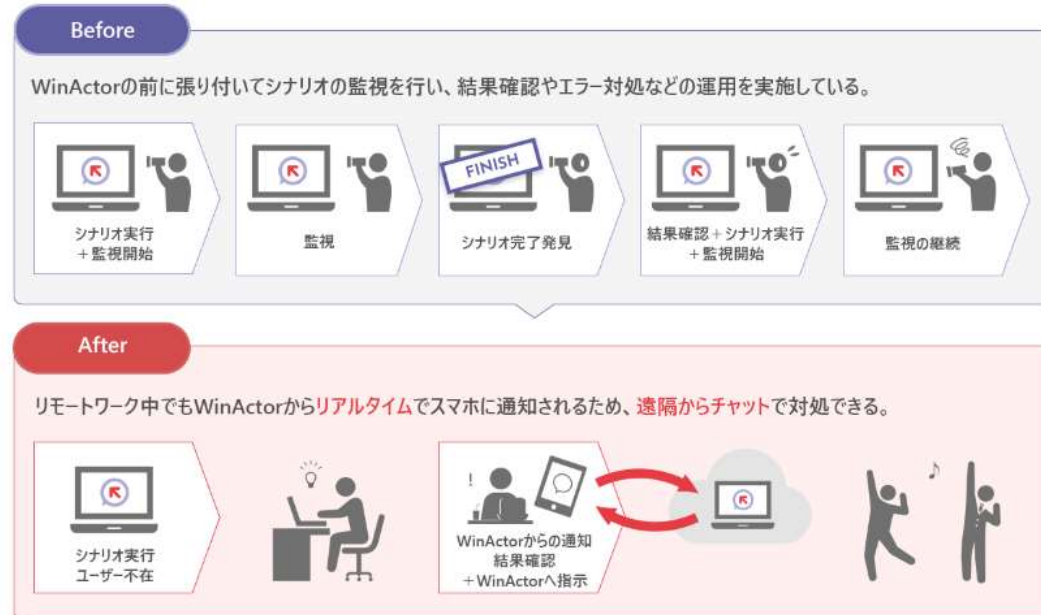 Before
WinActorの前に張り付いてシナリオの監視を行い、結果確認やエラー対処などの運用を実施している。
シナリオ実行
＋監視開始
監視
FINISH
シナリオ完了発見
結果確認＋シナリオ実行
＋監視開始
監視の継続
After
リモートワーク中でもWinActorからリアルタイムでスマホに通知されるため、遠隔からチャットで対処できる。
シナリオ実行
ユーザー不在
!
WinActorからの通知
結果確認
＋WinActorへ指示
♪